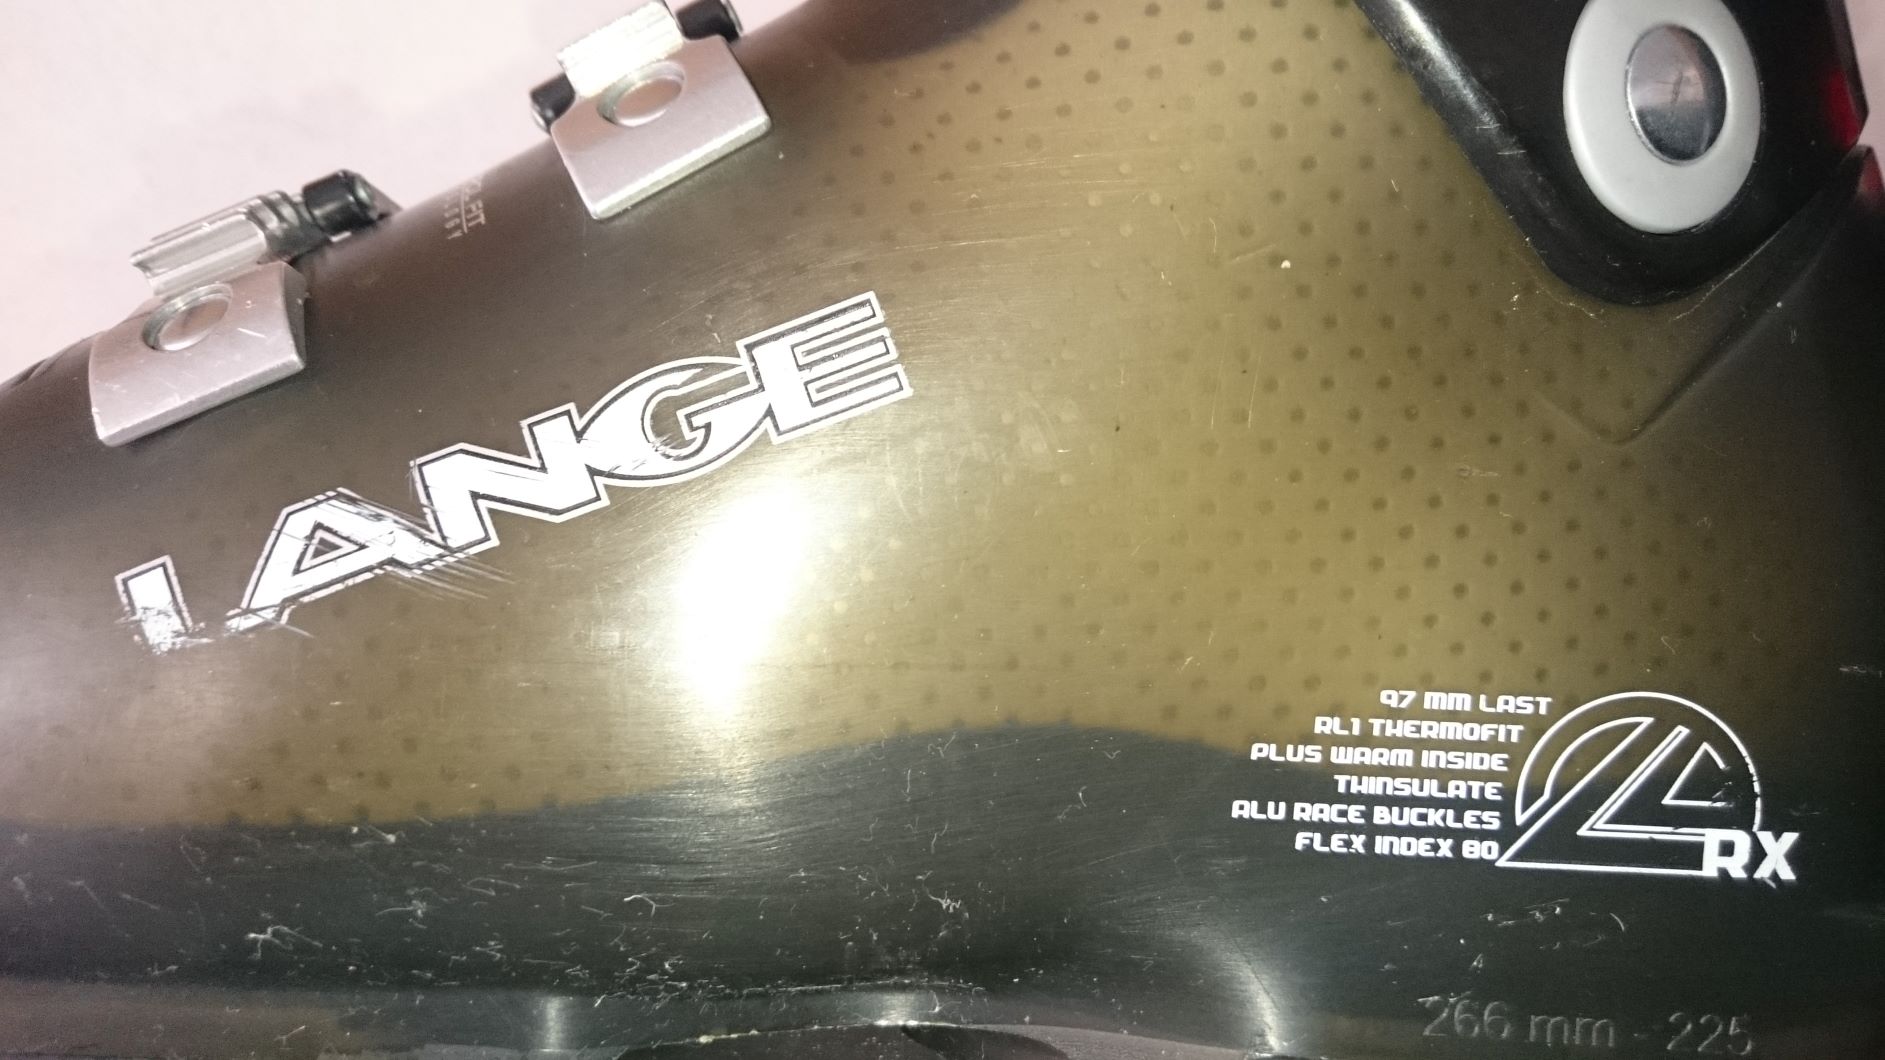 LANGE
97 MM LAST
RL1 THERMOFIT
PLUS WARM INSIDE
THINSULATE
ALU RACE BUCKLES
FLEX INDEX 80
RX
266 mm - 225